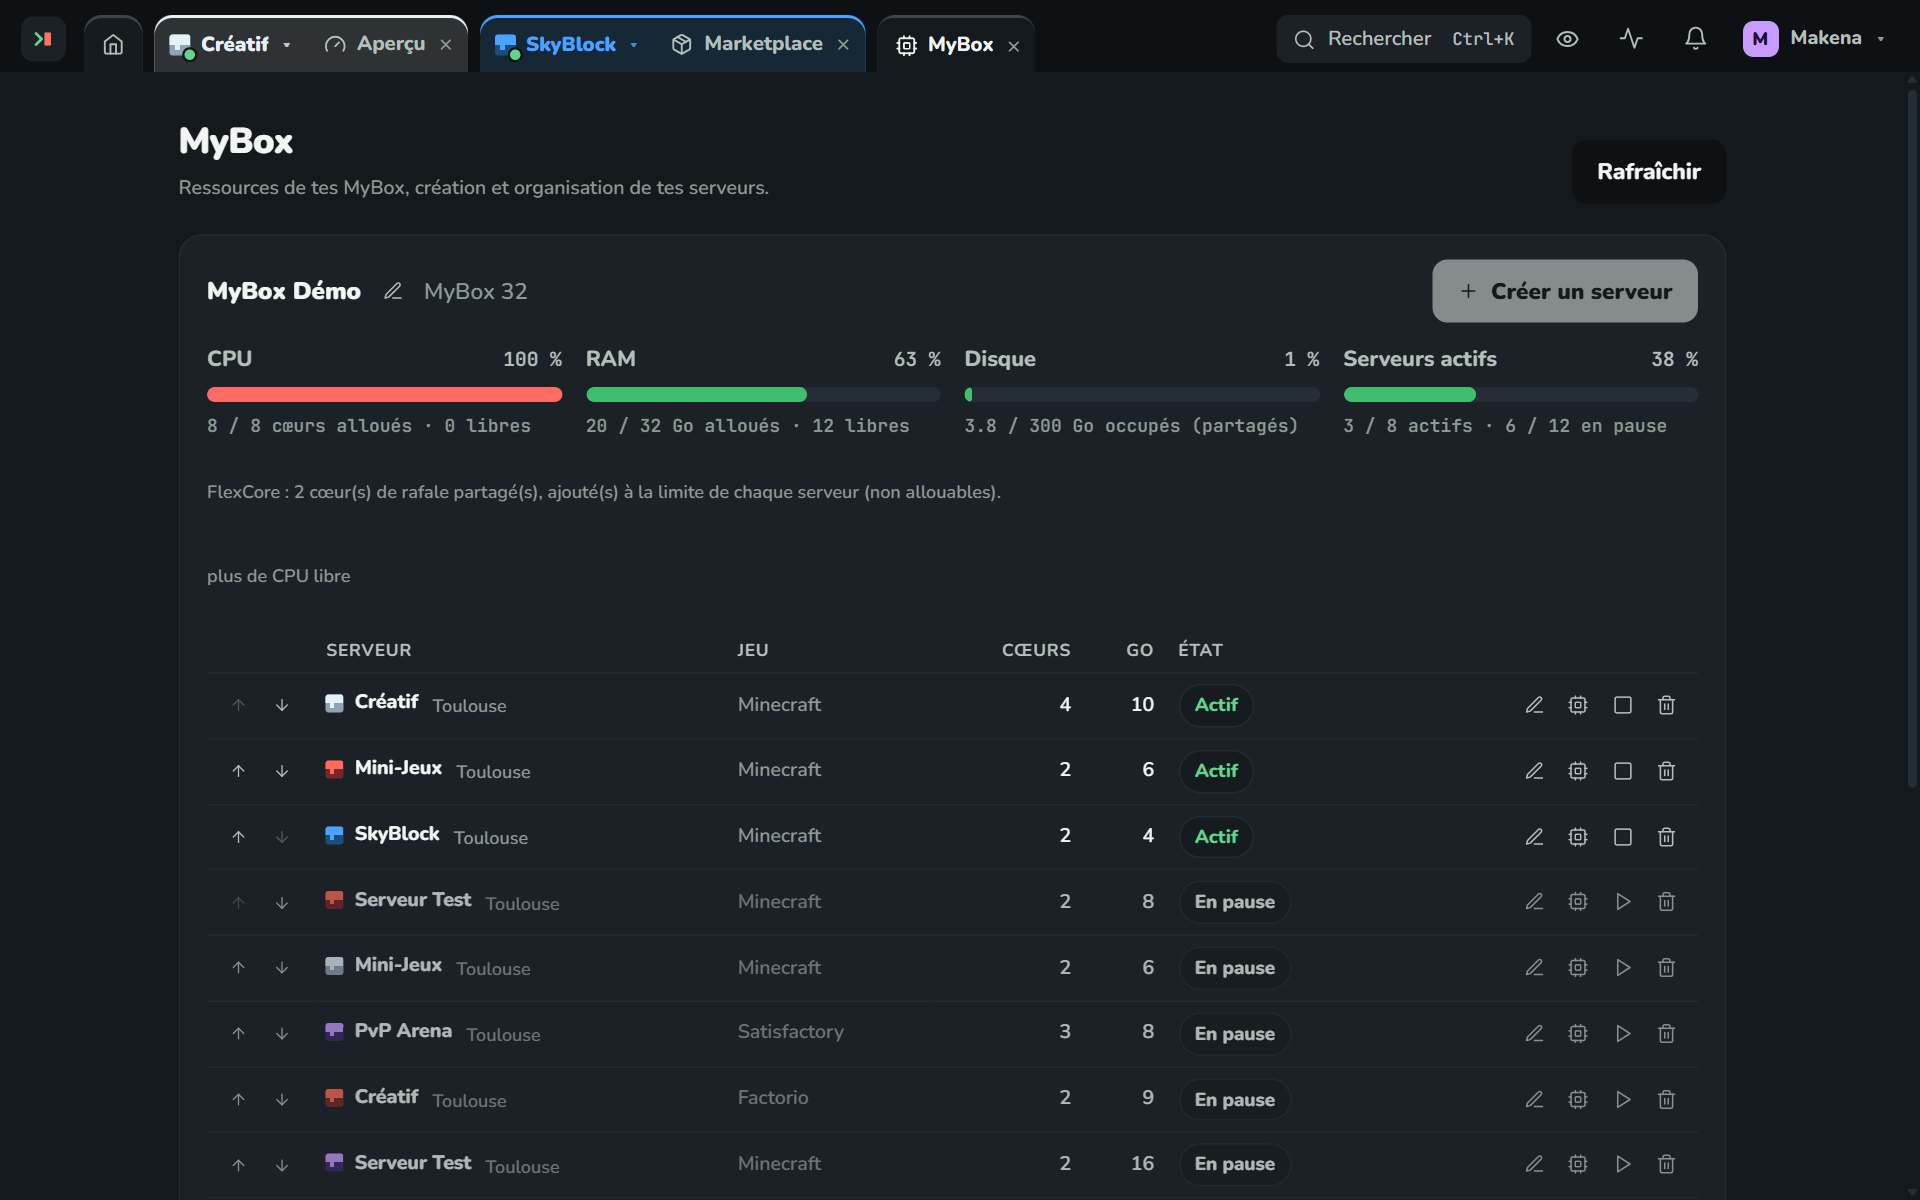 Créatif
Aperçu
SkyBlock
Marketplace
MyBox
Rechercher Ctrl+K
M
Makena
MyBox
Ressources de tes MyBox, création et organisation de tes serveurs.
Rafraîchir
MyBox Démo
MyBox 32
+ Créer un serveur
CPU 100 %
RAM 63 %
Disque 1 %
Serveurs actifs 38 %
8 / 8 cœurs alloués · 0 libres
20 / 32 Go alloués · 12 libres
3.8 / 300 Go occupés (partagés)
3 / 8 actifs · 6 / 12 en pause
FlexCore : 2 cœur(s) de rafale partagé(s), ajouté(s) à la limite de chaque serveur (non allouables).
plus de CPU libre
SERVEUR JEU CŒURS GO ÉTAT
Créatif Toulouse Minecraft 4 10 Actif
Mini-Jeux Toulouse Minecraft 2 6 Actif
SkyBlock Toulouse Minecraft 2 4 Actif
Serveur Test Toulouse Minecraft 2 8 En pause
Mini-Jeux Toulouse Minecraft 2 6 En pause
PvP Arena Toulouse Satisfactory 3 8 En pause
Créatif Toulouse Factorio 2 9 En pause
Serveur Test Toulouse Minecraft 2 16 En pause